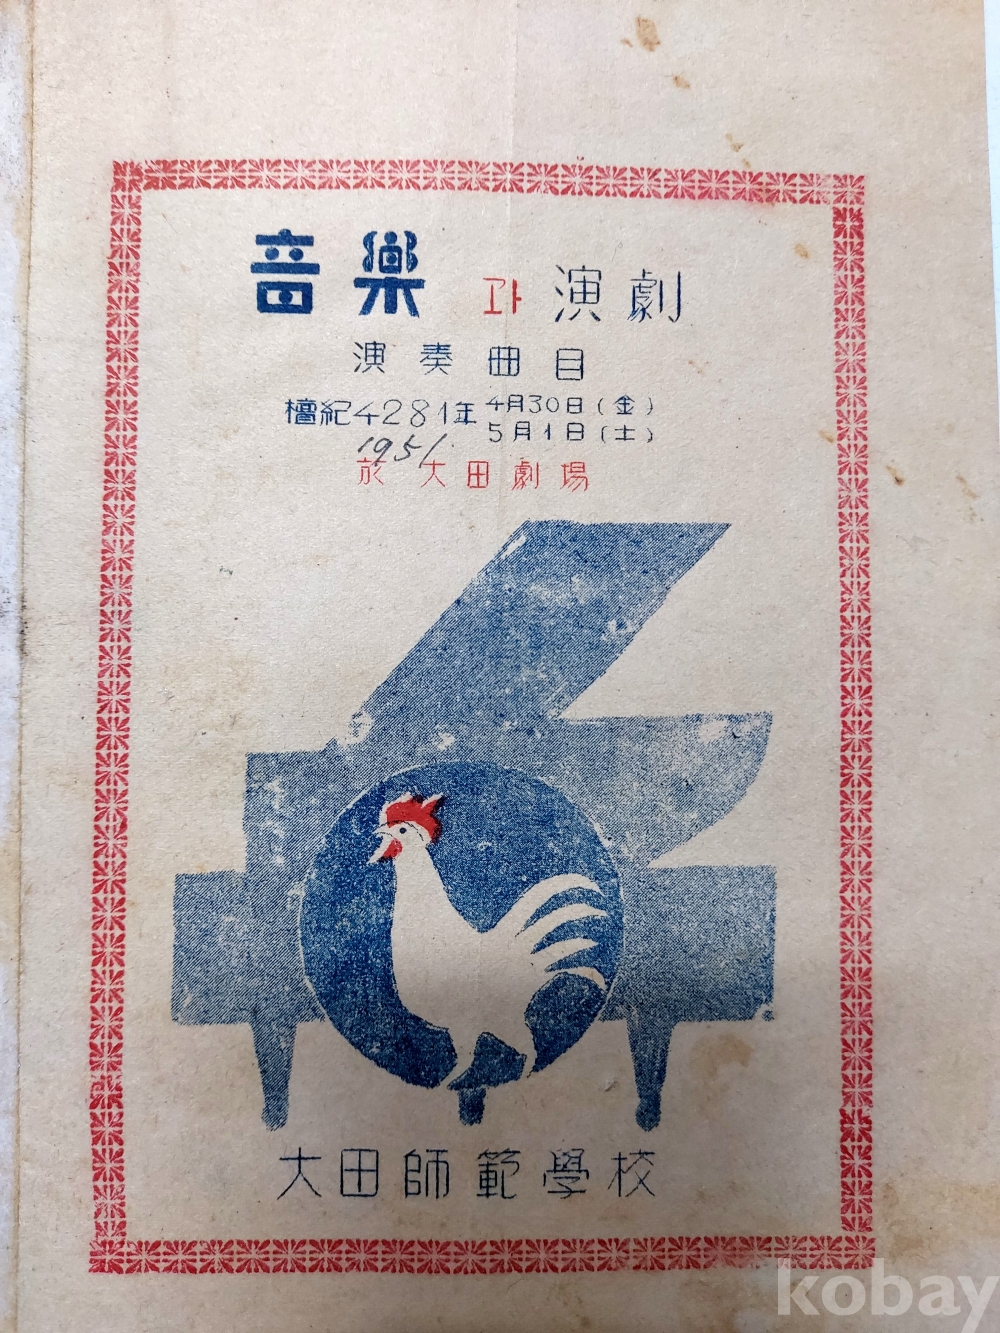 音樂 과 演劇
演奏曲目
檀紀4281年 4月30日(金)
5月1日(土)
1951.
於 大田劇場
大田師範學校
kobay